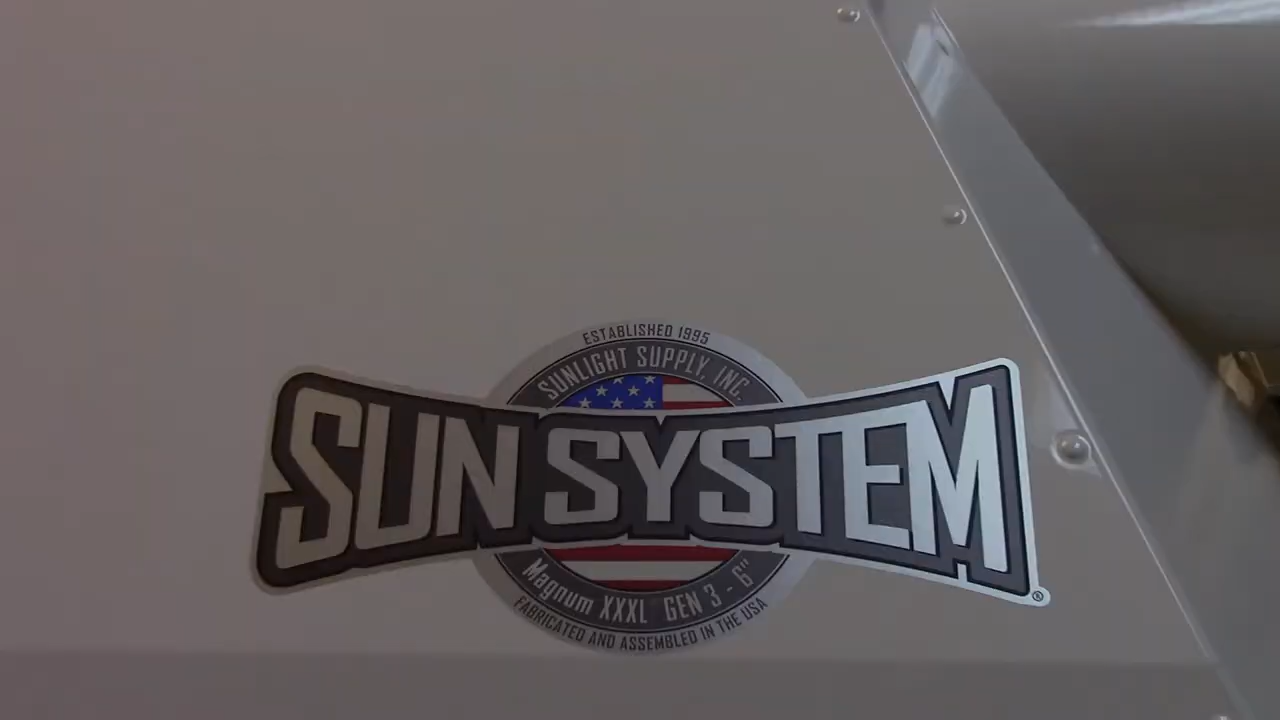 ESTABLISHED 1995
SUNLIGHT SUPPLY, INC.
SUN SYSTEM®
Magnum XXXL GEN 3 - 6"
FABRICATED AND ASSEMBLED IN THE USA